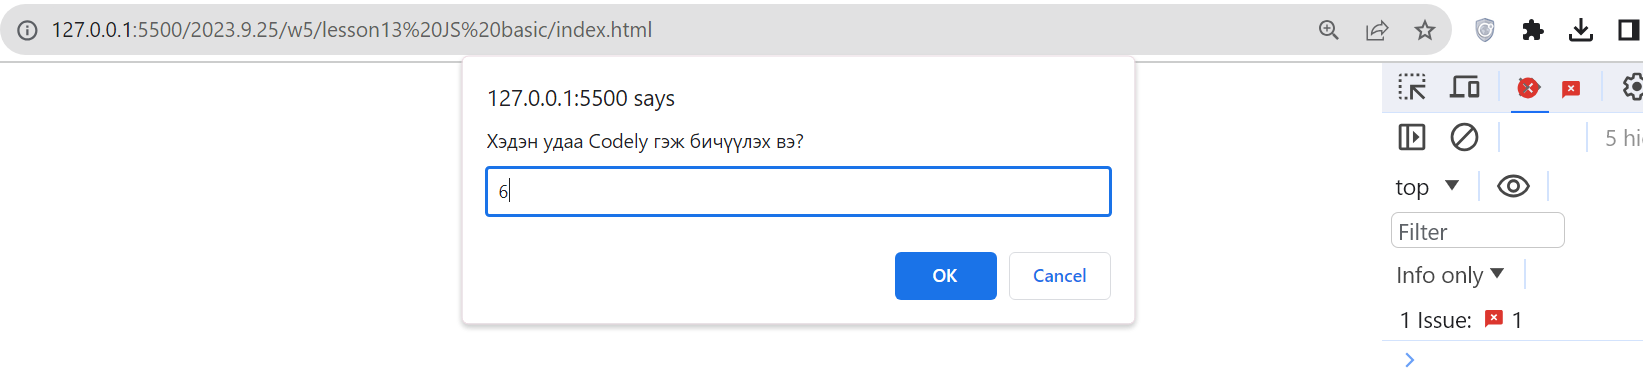 127.0.0.1:5500/2023.9.25/w5/lesson13%20JS%20basic/index.html
127.0.0.1:5500 says
Хэдэн удаа Codely гэж бичүүлэх вэ?
6
OK
Cancel
5 hi
top
Filter
Info only
1 Issue: 1